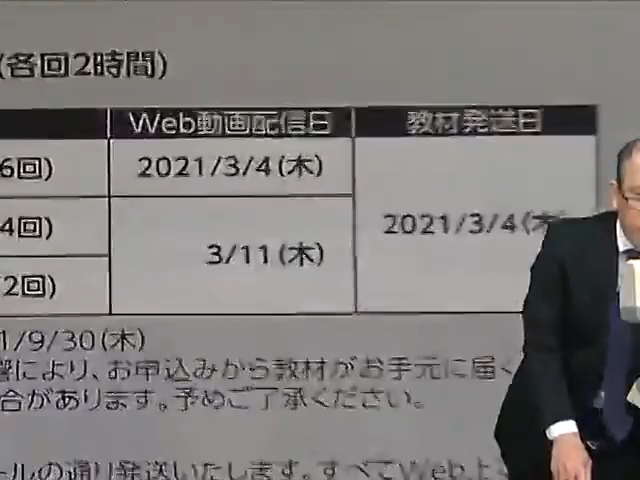 (各回2時間)
Web動画配信日 教材発送日
6回) 2021/3/4(木)
4回) 2021/3/4(木
3/11(木)
2回)
1/9/30(木)
響により、お申込みから教材がお手元に届く
合があります。予めご了承ください。
ールの通り発送いたします。すべてWeb上